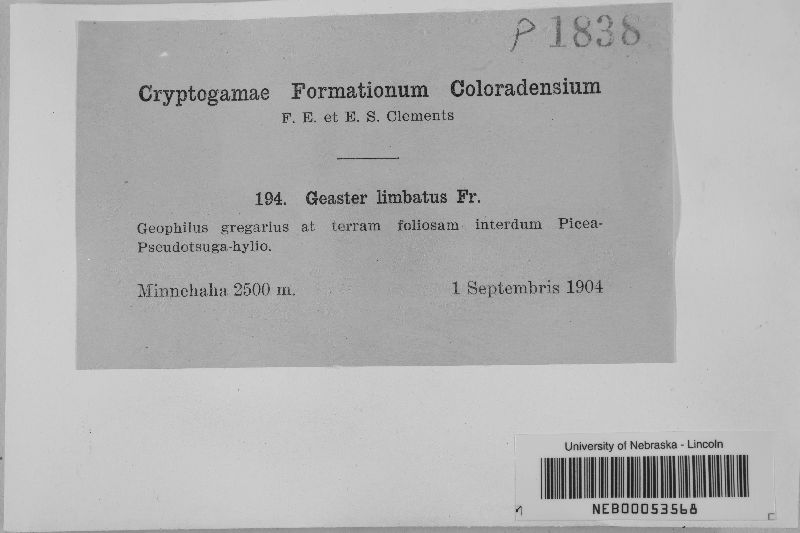 P 1838
Cryptogamae Formationum Coloradensium
F. E. et E. S. Clements
194. Geaster limbatus Fr.
Geophilus gregarius at terram foliosam interdum Picea-
Pseudotsuga-hylio.
Minnehaha 2500 m. 1 Septembris 1904
University of Nebraska - Lincoln
NEB00053568